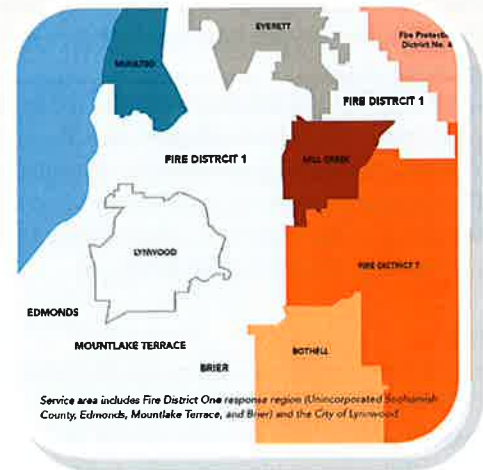 EVERETT
MUKILTEO
Fire Protection
District No. 4
FIRE DISTRCIT 1
FIRE DISTRCIT 1
MILL CREEK
LYNWOOD
FIRE DISTRICT 7
EDMONDS
MOUNTLAKE TERRACE
BOTHELL
BRIER
Service area includes Fire District One response region (Unincorporated Snohomish
County, Edmonds, Mountlake Terrace, and Brier) and the City of Lynnwood